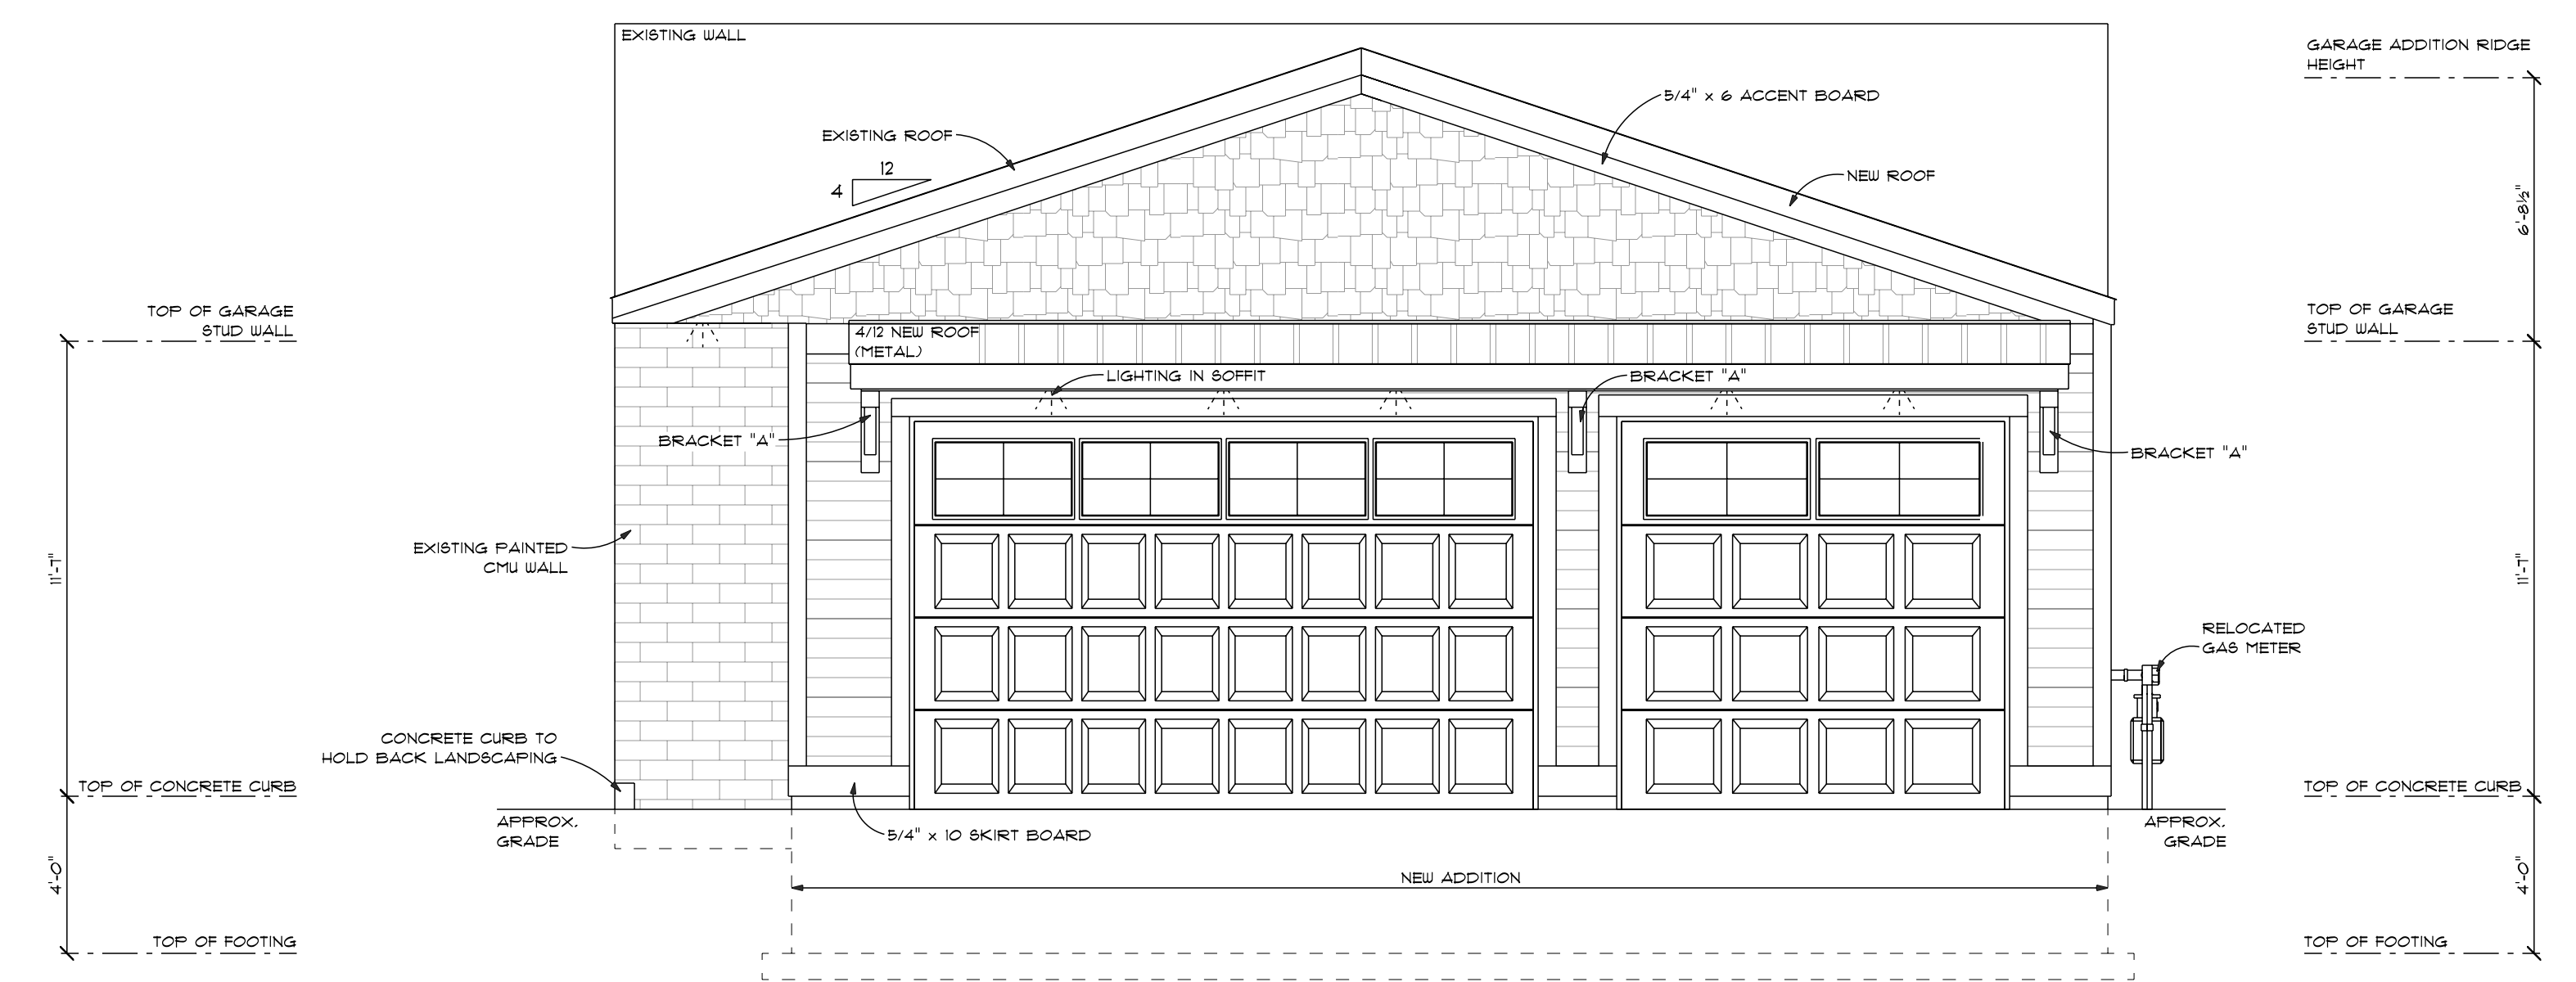 EXISTING WALL
GARAGE ADDITION RIDGE
HEIGHT
5/4" x 6 ACCENT BOARD
EXISTING ROOF
12
4
NEW ROOF
6'-8½"
TOP OF GARAGE
STUD WALL
TOP OF GARAGE
STUD WALL
4/12 NEW ROOF
(METAL)
LIGHTING IN SOFFIT
BRACKET "A"
BRACKET "A"
BRACKET "A"
EXISTING PAINTED
CMU WALL
11'-7"
11'-7"
RELOCATED
GAS METER
CONCRETE CURB TO
HOLD BACK LANDSCAPING
TOP OF CONCRETE CURB
TOP OF CONCRETE CURB
APPROX.
GRADE
5/4" x 10 SKIRT BOARD
APPROX.
GRADE
4'-0"
4'-0"
NEW ADDITION
TOP OF FOOTING
TOP OF FOOTING